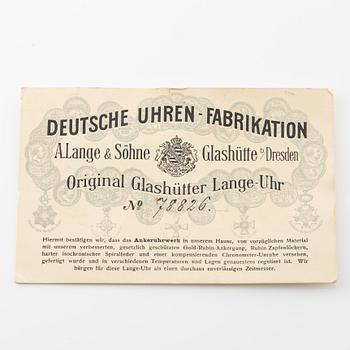 DEUTSCHE UHREN-FABRIKATION
A. Lange & Söhne Glashütte b/Dresden
Original Glashütter Lange-Uhr
No 78826.
Hiermit bestätigen wir, dass das Ankeruhrwerk in unserem Hause, von vorzüglichem Material
mit unserem verbesserten, gesetzlich geschützten Gold-Rubin-Ankergang, Rubin-Zapfenlöchern,
harter isochronischer Spiralfeder und einer kompensierenden Chronometer-Unruhe versehen,
gefertigt wurde und in verschiedenen Temperaturen und Lagen genauestens reguliert ist. Wir
bürgen für diese Lange-Uhr als einen durchaus zuverlässigen Zeitmesser.